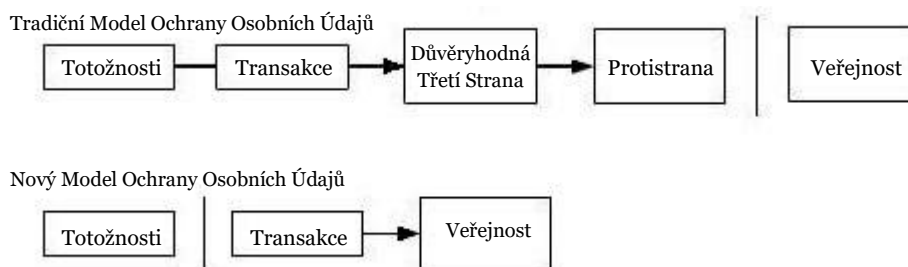 Tradiční Model Ochrany Osobních Údajů
Totožnosti
Transakce
Důvěryhodná
Třetí Strana
Protistrana
Veřejnost
Nový Model Ochrany Osobních Údajů
Totožnosti
Transakce
Veřejnost